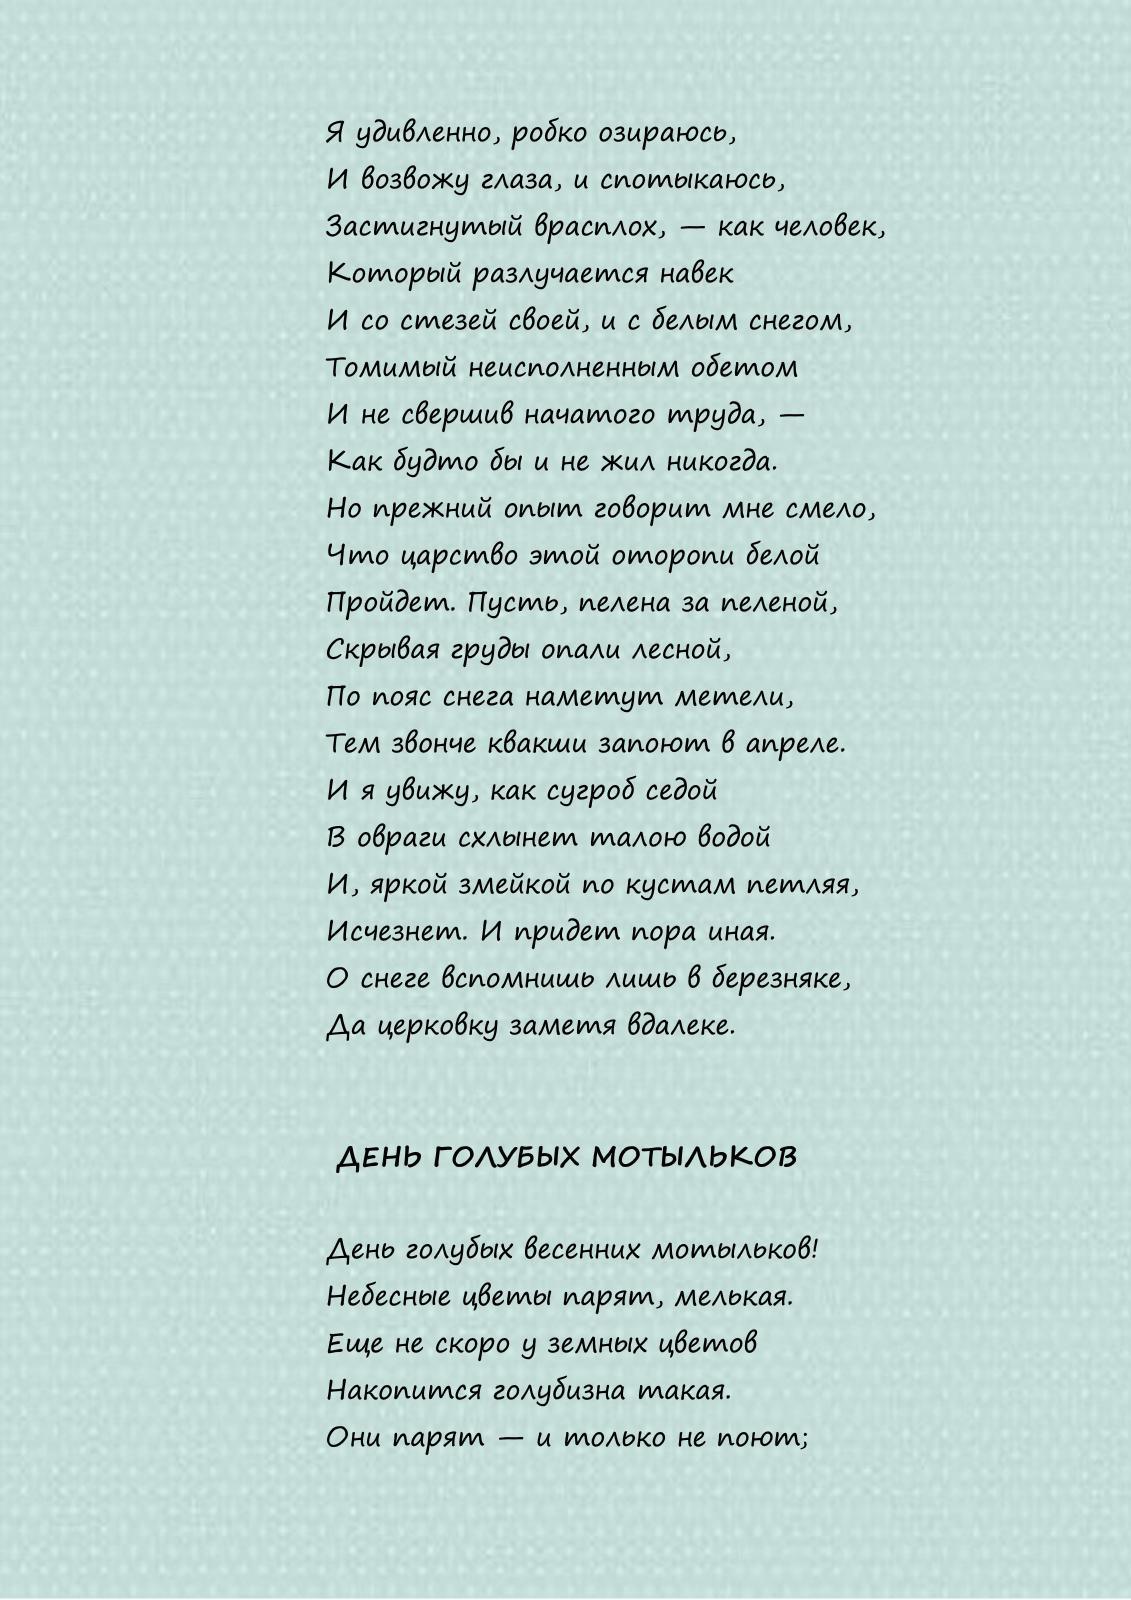 Я удивленно, робко озираюсь,
И возвожу глаза, и спотыкаюсь,
Застигнутый врасплох, — как человек,
Который разлучается навек
И со стезей своей, и с белым снегом,
Томимый неисполненным обетом
И не свершив начатого труда, —
Как будто бы и не жил никогда.
Но прежний опыт говорит мне смело,
Что царство этой оторопи белой
Пройдет. Пусть, пелена за пеленой,
Скрывая груды опали лесной,
По пояс снега наметут метели,
Тем звонче квакши запоют в апреле.
И я увижу, как сугроб седой
В овраги схлынет талою водой
И, яркой змейкой по кустам петляя,
Исчезнет. И придет пора иная.
О снеге вспомнишь лишь в березняке,
Да церковку заметя вдалеке.
ДЕНЬ ГОЛУБЫХ МОТЫЛЬКОВ
День голубых весенних мотыльков!
Небесные цветы парят, мелькая.
Еще не скоро у земных цветов
Накопится голубизна такая.
Они парят — и только не поют;